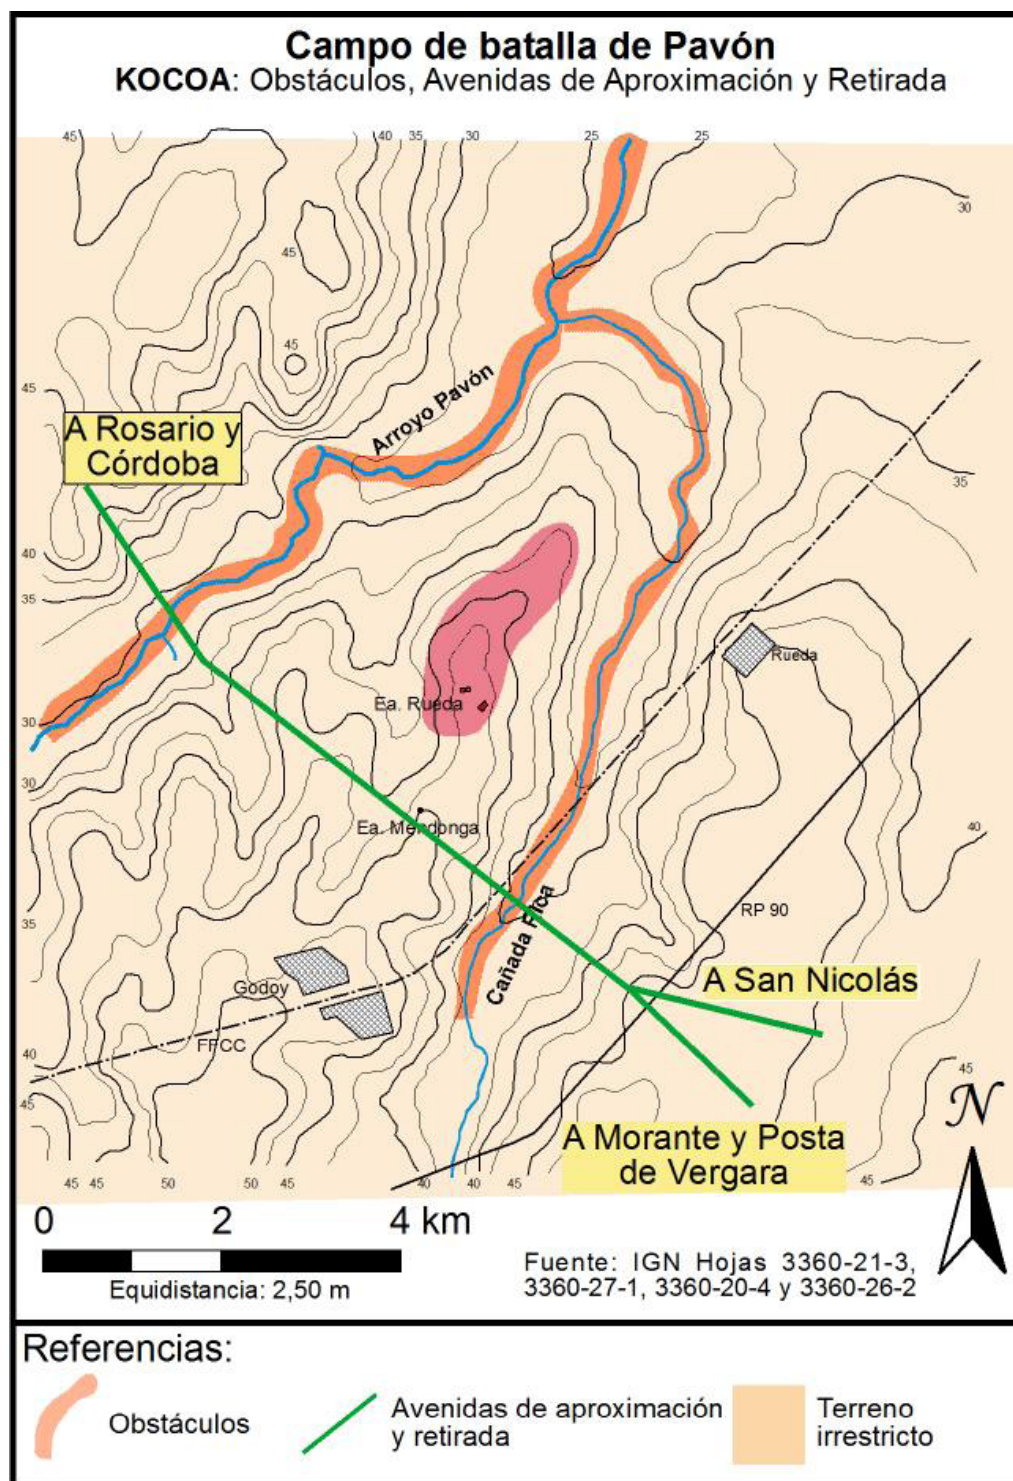 Campo de batalla de Pavón
KOCOA: Obstáculos, Avenidas de Aproximación y Retirada
45
40
35
30
25
25
30
45
45
45
Arroyo Pavón
A Rosario y
Córdoba
35
40
35
Rueda
Ea. Rueda
30
30
Ea. Mendonga
40
35
RP 90
Cañada Rica
A San Nicolás
Godoy
FFCC
40
45
45
N
A Morante y Posta
de Vergara
45
45
50
50
45
40
40
45
45
0
2
4 km
Equidistancia: 2,50 m
Fuente: IGN Hojas 3360-21-3,
3360-27-1, 3360-20-4 y 3360-26-2
Referencias:
Obstáculos
Avenidas de aproximación
y retirada
Terreno
irrestricto